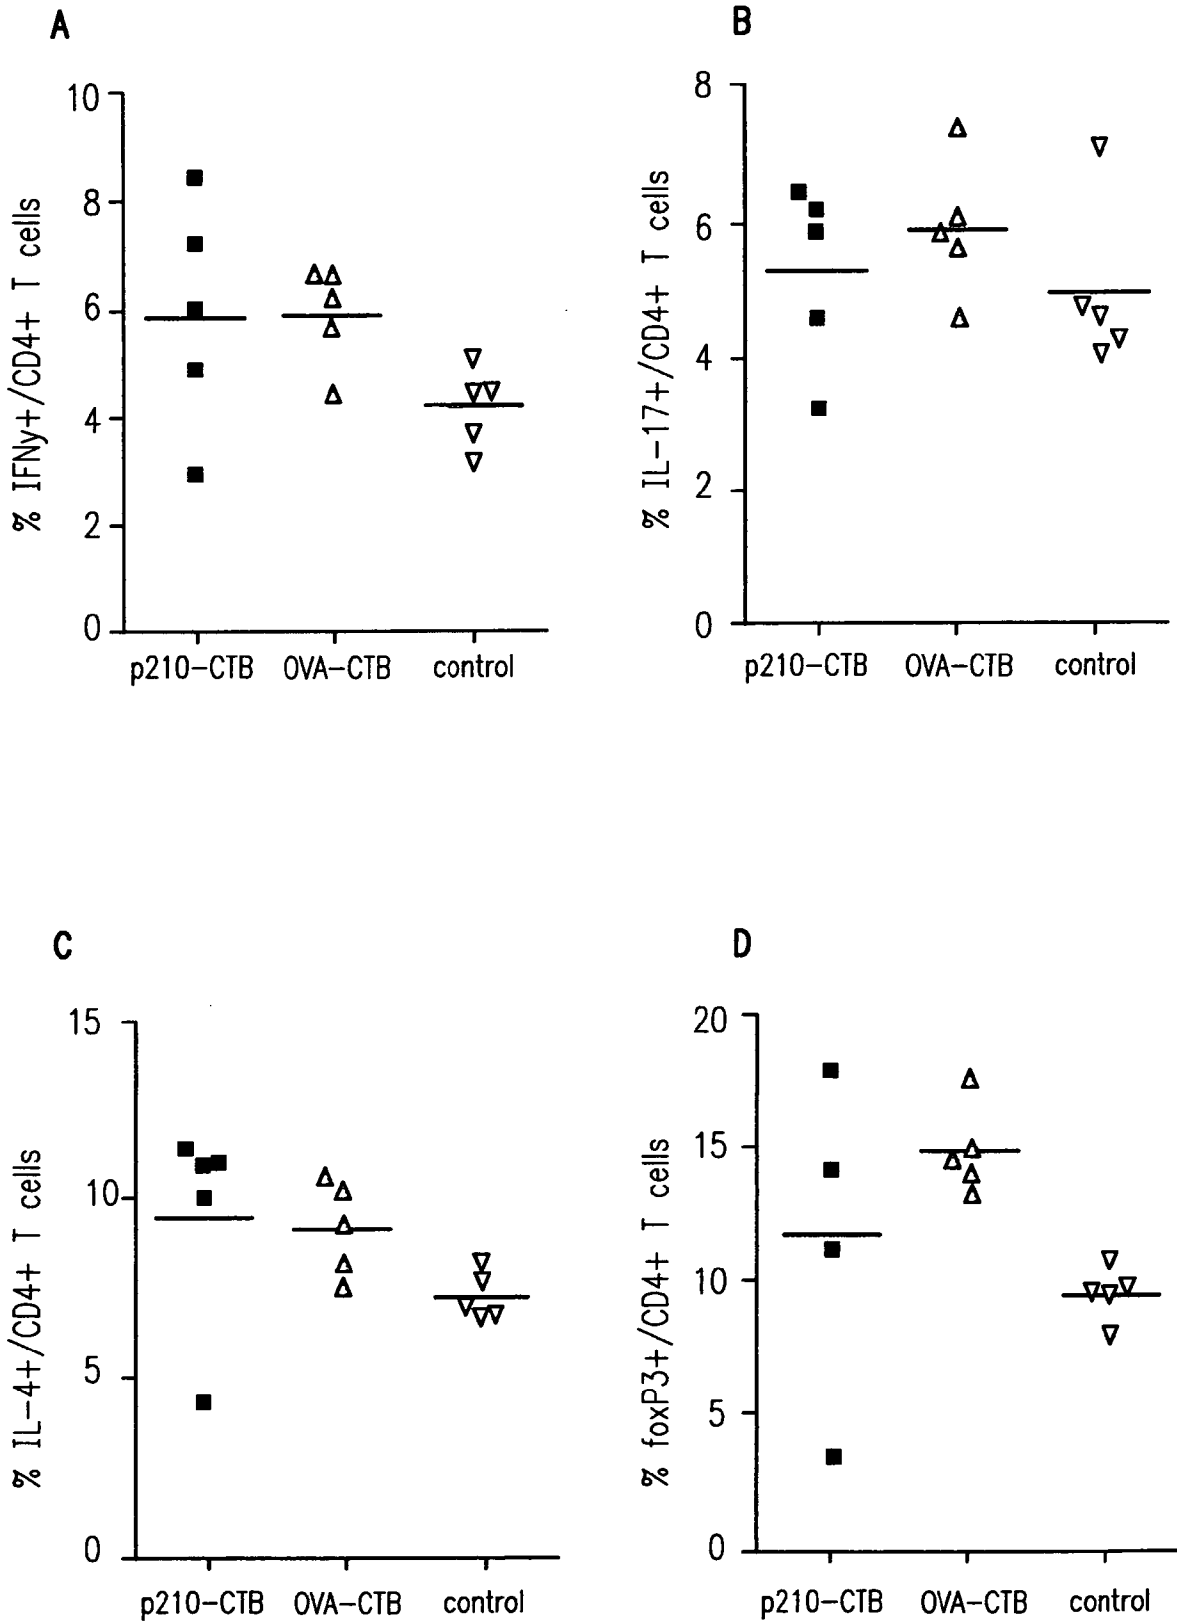 A
% IFNy+/CD4+ T cells
10
8
6
4
2
0
p210-CTB OVA-CTB control
B
% IL-17+/CD4+ T cells
8
6
4
2
0
p210-CTB OVA-CTB control
C
% IL-4+/CD4+ T cells
15
10
5
0
p210-CTB OVA-CTB control
D
% foxP3+/CD4+ T cells
20
15
10
5
0
p210-CTB OVA-CTB control